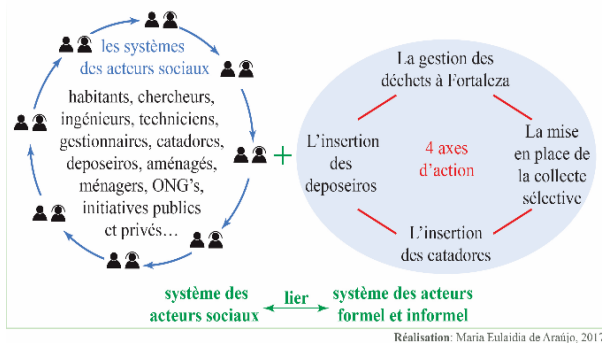 les systèmes
des acteurs sociaux
habitants, chercheurs,
ingénieurs, techniciens,
gestionnaires, catadores,
deposeiros, aménagés,
ménagers, ONG's,
initiatives publics
et privés…
+
La gestion des
déchets à Fortaleza
L'insertion
des
deposeiros
4 axes
d'action
La mise
en place de
la collecte
sélective
L'insertion
des catadores
système des
acteurs sociaux
lier
système des acteurs
formel et informel
Réalisation: Maria Eulaidia de Araújo, 2017